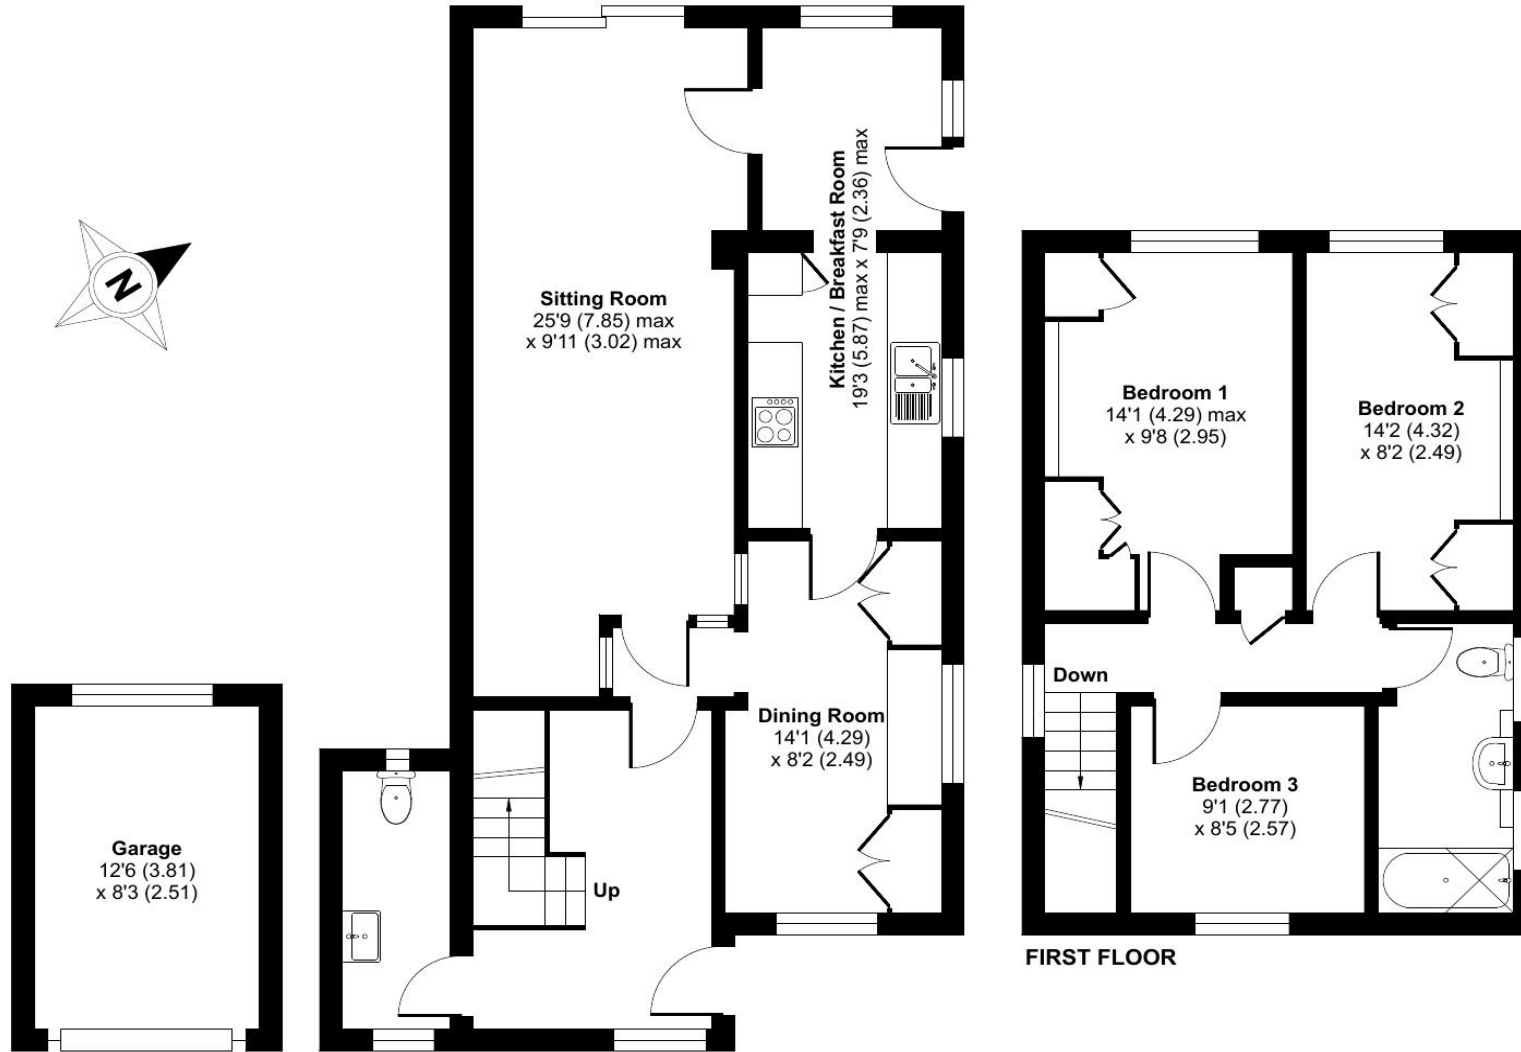 N
Sitting Room
25'9 (7.85) max
x 9'11 (3.02) max
Kitchen / Breakfast Room
19'3 (5.87) max x 7'9 (2.36) max
Dining Room
14'1 (4.29)
x 8'2 (2.49)
Up
Garage
12'6 (3.81)
x 8'3 (2.51)
Bedroom 1
14'1 (4.29) max
x 9'8 (2.95)
Bedroom 2
14'2 (4.32)
x 8'2 (2.49)
Down
Bedroom 3
9'1 (2.77)
x 8'5 (2.57)
FIRST FLOOR